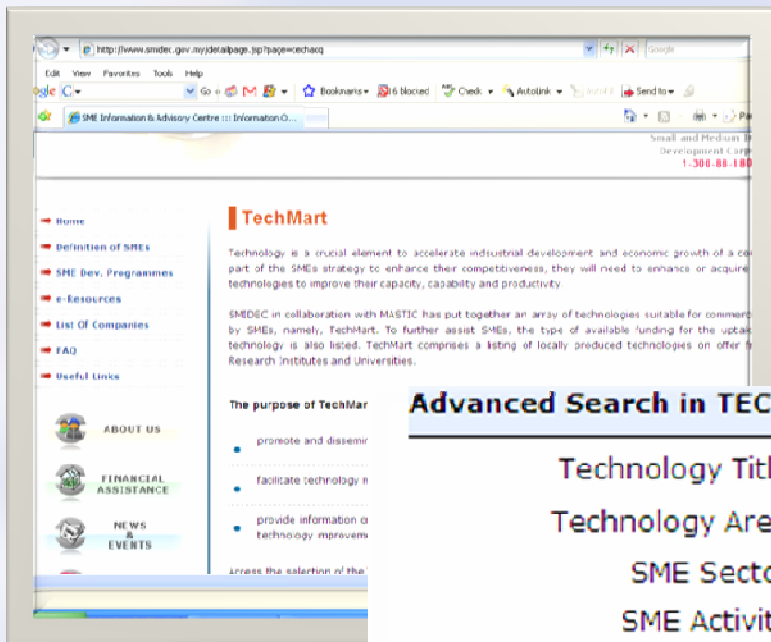 http://www.smidec.gov.my/detailpage.jsp?page=techacq
Google
Edit View Favorites Tools Help
ogle G Go Bookmarks 16 blocked Check AutoLink Send to
SME Information & Advisory Centre ::: Information O...
Small and Medium I
Development Corp
1-300-88-180
Home
Definition of SMEs
SME Dev. Programmes
e-Resources
List Of Companies
FAQ
Useful Links
ABOUT US
FINANCIAL
ASSISTANCE
NEWS
&
EVENTS
TechMart
Technology is a crucial element to accelerate industrial development and economic growth of a co
part of the SMEs strategy to enhance their competitiveness, they will need to enhance or acquire
technologies to improve their capacity, capability and productivity.
SMIDEC in collaboration with MASTIC has put together an array of technologies suitable for commerc
by SMEs, namely, TechMart. To further assist SMEs, the type of available funding for the uptak
technology is also listed. TechMart comprises a listing of locally produced technologies on offer f
Research Institutes and Universities.
The purpose of TechMar
promote and dissemin
facilitate technology m
provide information on
technology improveme
Access the selection of the
Advanced Search in TEC
Technology Titl
Technology Are
SME Secto
SME Activit